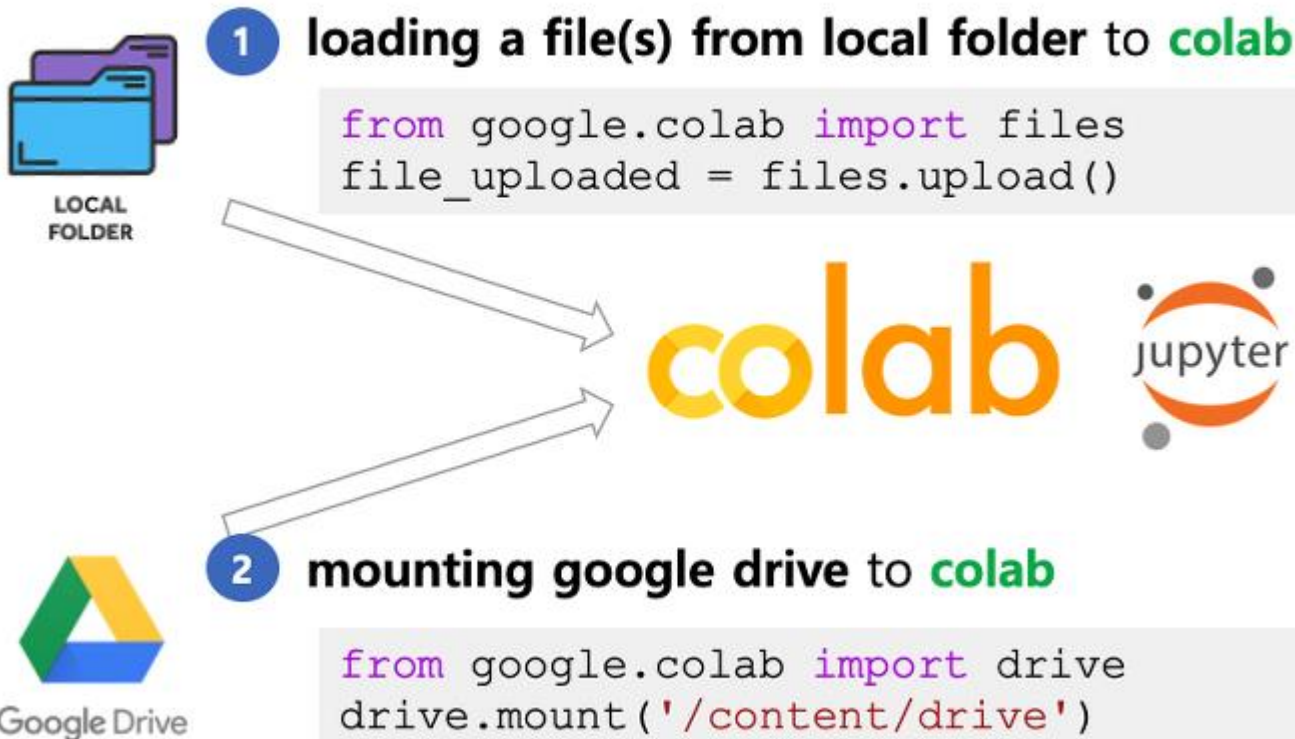 1 loading a file(s) from local folder to colab
from google.colab import files
file_uploaded = files.upload()
LOCAL
FOLDER
colab
jupyter
2 mounting google drive to colab
from google.colab import drive
drive.mount('/content/drive')
Google Drive